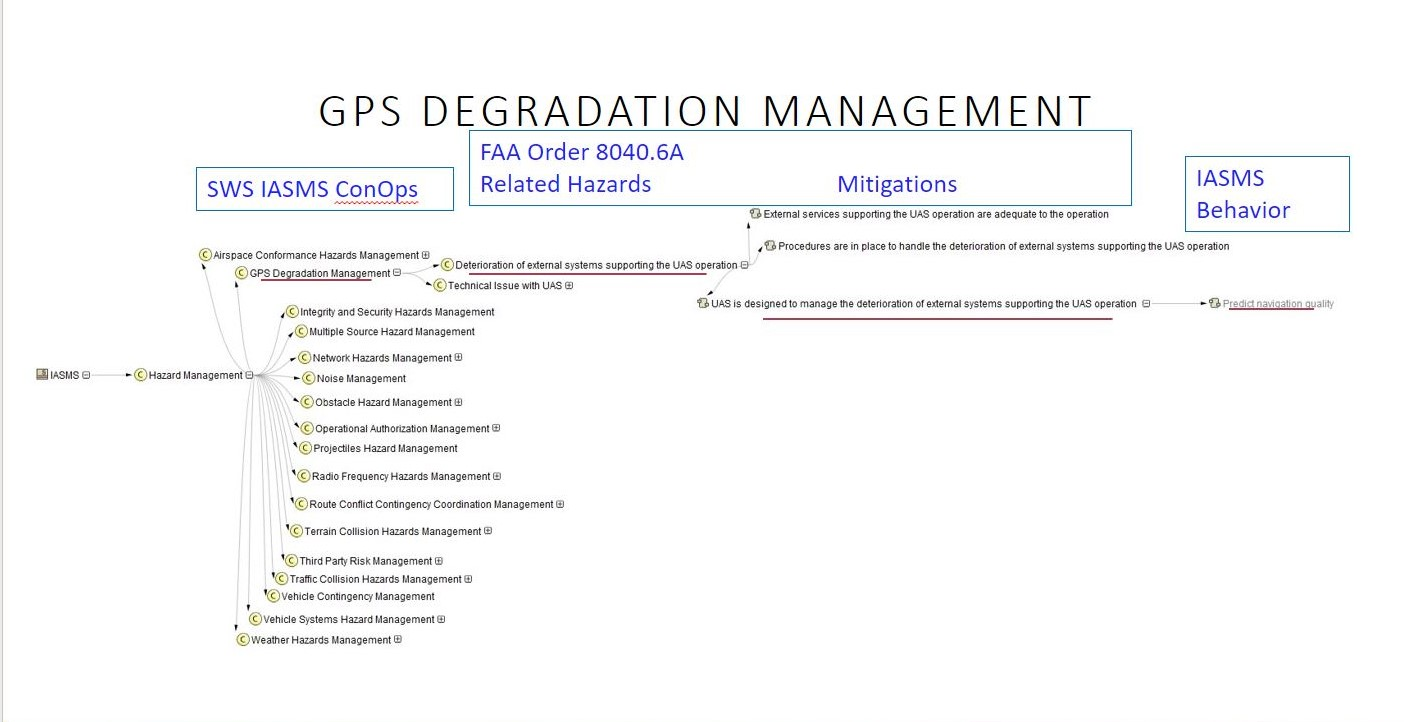 GPS DEGRADATION MANAGEMENT
FAA Order 8040.6A
Related Hazards Mitigations
SWS IASMS ConOps
IASMS
Behavior
External services supporting the UAS operation are adequate to the operation
Procedures are in place to handle the deterioration of external systems supporting the UAS operation
Airspace Conformance Hazards Management
C Deterioration of external systems supporting the UAS operation
C GPS Degradation Management
C Technical Issue with UAS
UAS is designed to manage the deterioration of external systems supporting the UAS operation
Predict navigation quality
C Integrity and Security Hazards Management
C Multiple Source Hazard Management
C Network Hazards Management
IASMS
C Hazard Management
C Noise Management
C Obstacle Hazard Management
C Operational Authorization Management
C Projectiles Hazard Management
C Radio Frequency Hazards Management
C Route Conflict Contingency Coordination Management
C Terrain Collision Hazards Management
C Third Party Risk Management
C Traffic Collision Hazards Management
C Vehicle Contingency Management
C Vehicle Systems Hazard Management
C Weather Hazards Management